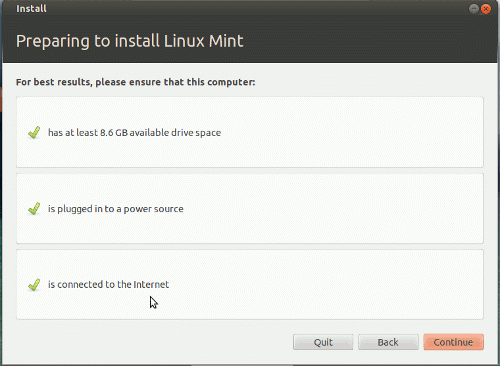 Install
Preparing to install Linux Mint
For best results, please ensure that this computer:
has at least 8.6 GB available drive space
is plugged in to a power source
is connected to the Internet
Quit Back Continue